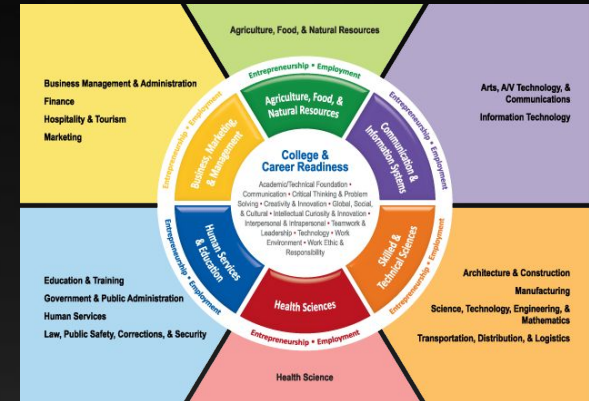 Agriculture, Food, & Natural Resources
Business Management & Administration
Finance
Hospitality & Tourism
Marketing
Arts, A/V Technology, &
Communications
Information Technology
Entrepreneurship • Employment
Agriculture, Food, &
Natural Resources
Entrepreneurship • Employment
Business, Marketing,
& Management
Entrepreneurship • Employment
Communication &
Information Systems
College &
Career Readiness
Academic/Technical Foundation •
Communication • Critical Thinking & Problem
Solving • Creativity & Innovation • Global, Social,
& Cultural • Intellectual Curiosity & Innovation •
Interpersonal & Intrapersonal • Teamwork &
Leadership • Technology • Work
Environment • Work Ethic &
Responsibility
Entrepreneurship • Employment
Human Services
& Education
Entrepreneurship • Employment
Skilled &
Technical Sciences
Health Sciences
Entrepreneurship • Employment
Education & Training
Government & Public Administration
Human Services
Law, Public Safety, Corrections, & Security
Architecture & Construction
Manufacturing
Science, Technology, Engineering, &
Mathematics
Transportation, Distribution, & Logistics
Health Science